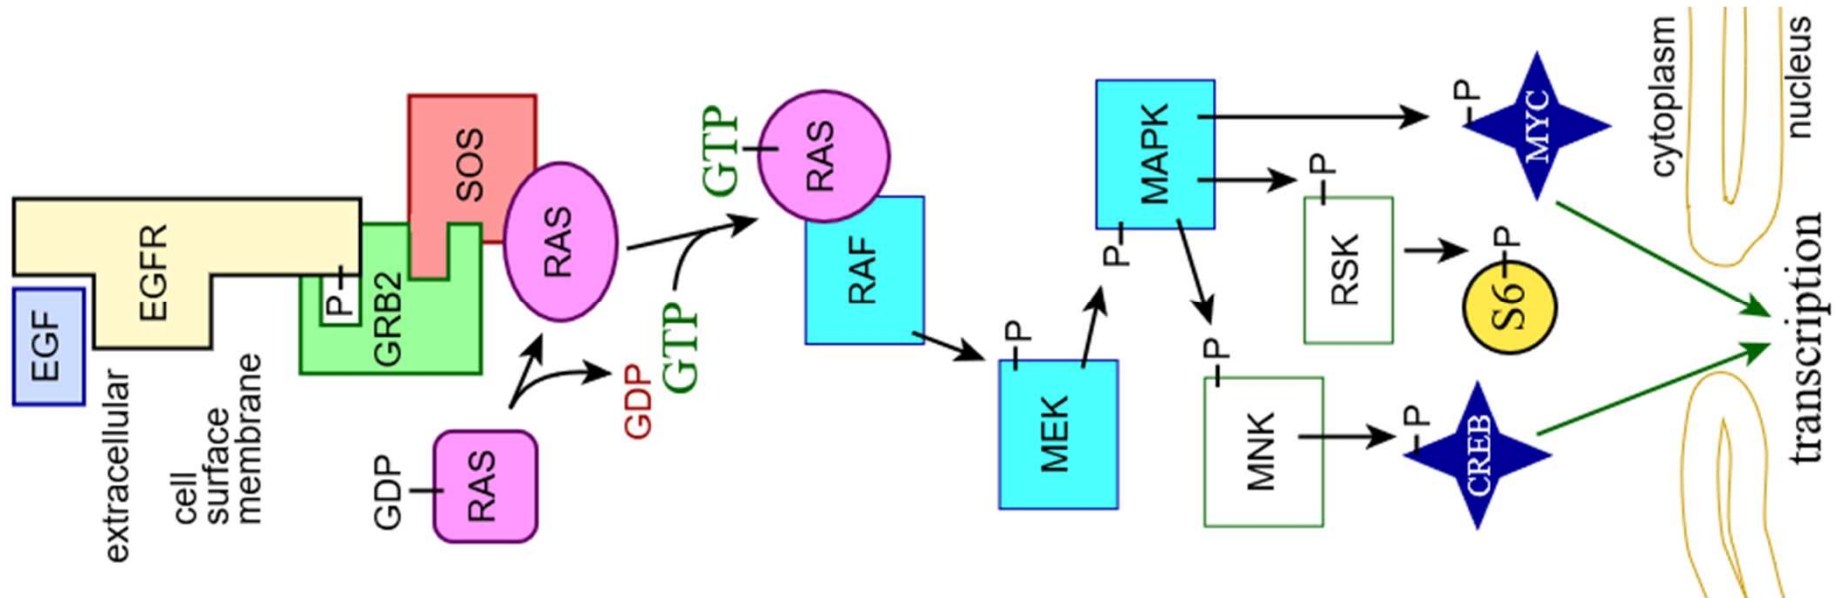 EGF
EGFR
extracellular
cell
surface
membrane
P
GRB2
SOS
RAS
GDP
RAS
GDP
GTP
GTP
RAS
RAF
P
MEK
P
MAPK
P
MNK
P
RSK
P
CREB
P
S6
P
MYC
cytoplasm
nucleus
transcription